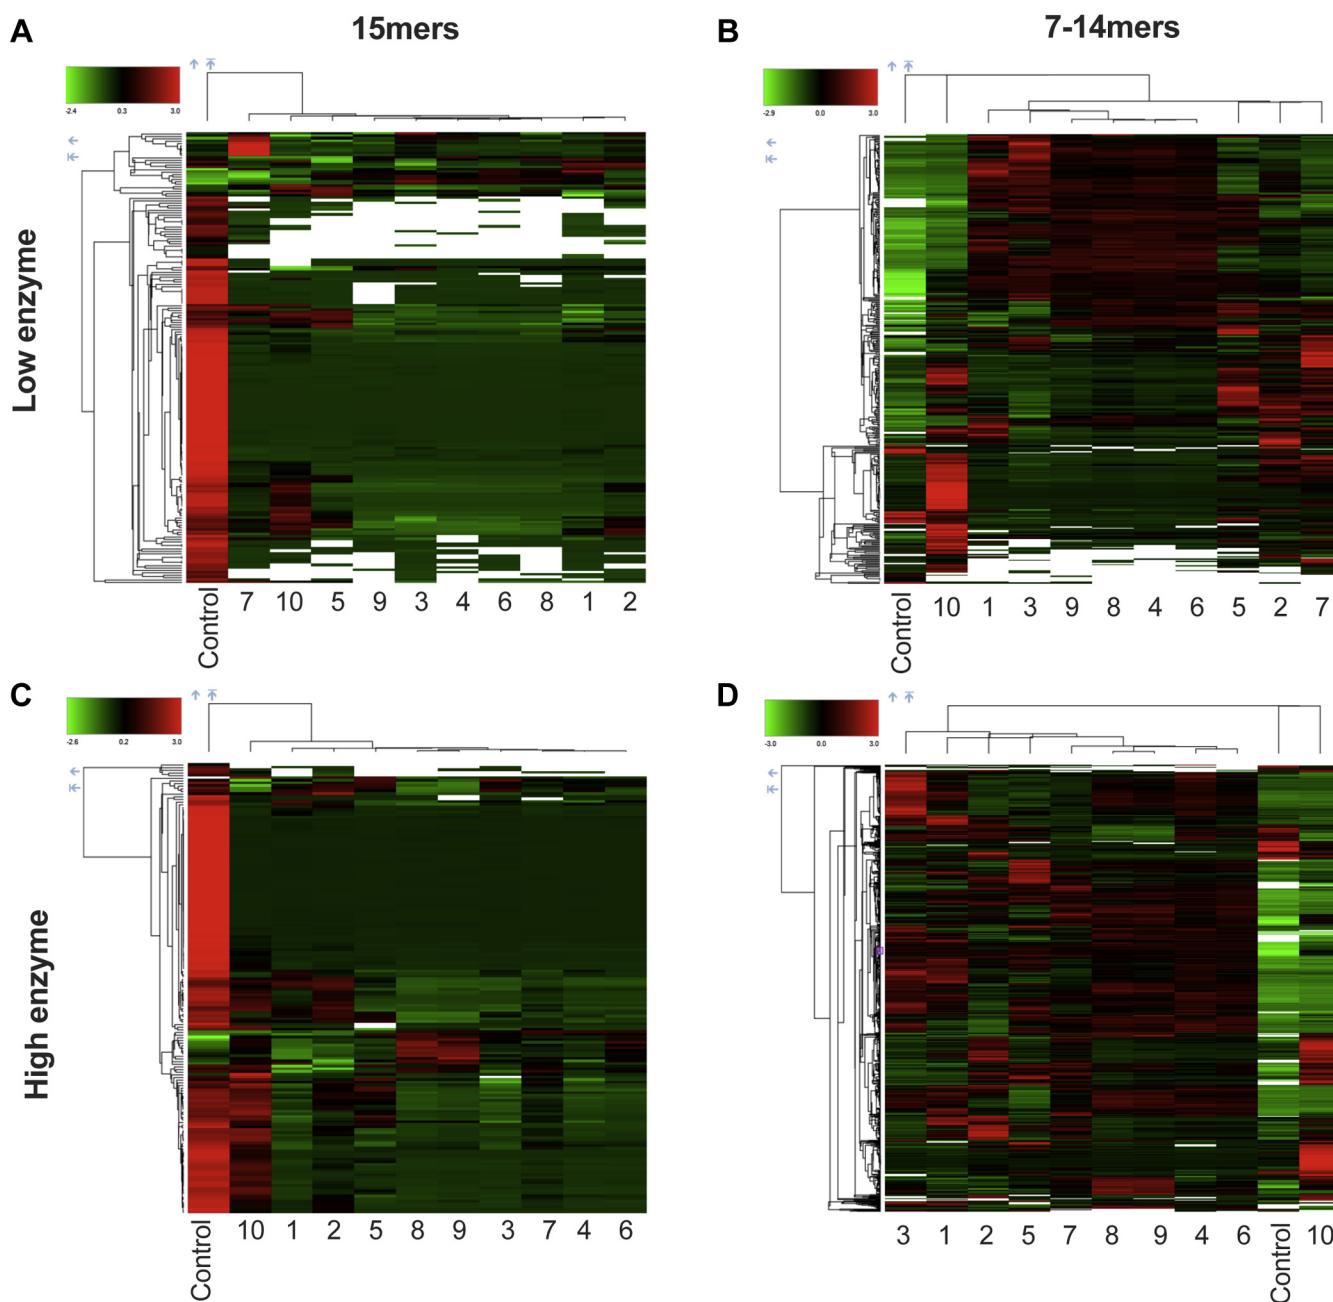 A
15mers
B
7-14mers
-2.4 0.3 3.0
-2.9 0.0 3.0
Low enzyme
Control 7 10 5 9 3 4 6 8 1 2
Control 10 1 3 9 8 4 6 5 2 7
C
D
-2.6 0.2 3.0
-3.0 0.0 3.0
High enzyme
Control 10 1 2 5 8 9 3 7 4 6
3 1 2 5 7 8 9 4 6 Control 10